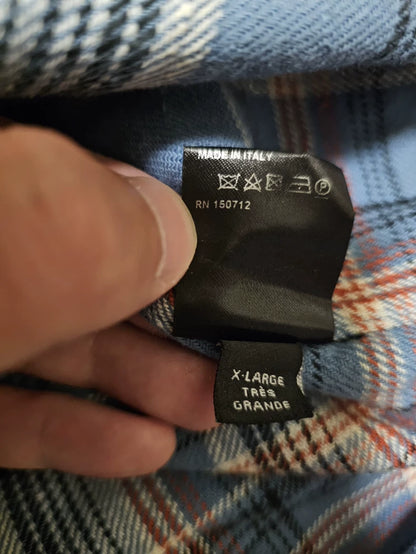 MADE IN ITALY
P
RN 150712
X-LARGE
TRÈS
GRANDE